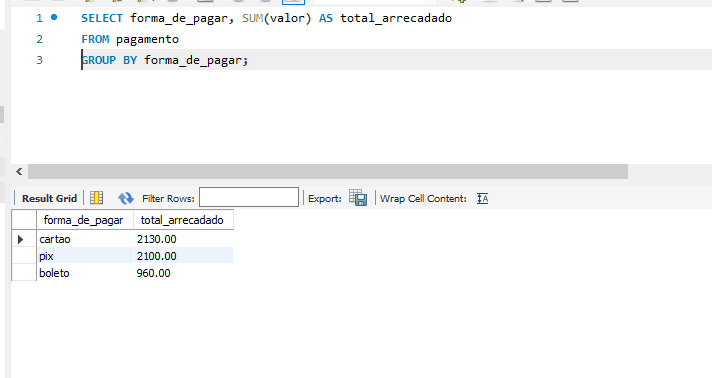 1 SELECT forma_de_pagar, SUM(valor) AS total_arrecadado
2 FROM pagamento
3 GROUP BY forma_de_pagar;
Result Grid Filter Rows: Export: Wrap Cell Content:
forma_de_pagar total_arrecadado
cartao 2130.00
pix 2100.00
boleto 960.00